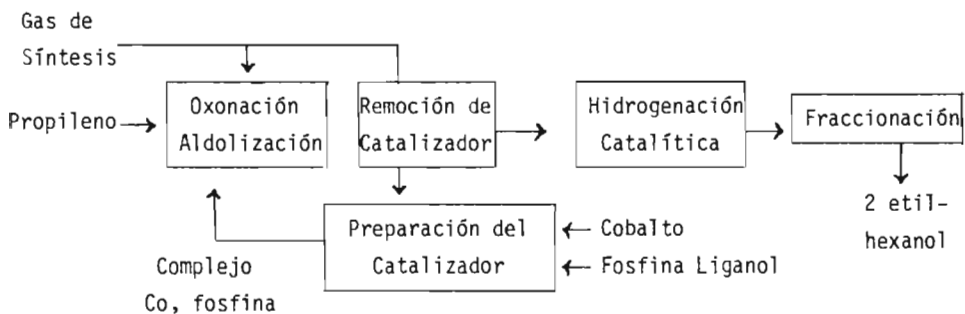 Gas de
Síntesis
Propileno
Oxonación
Aldolización
Remoción de
Catalizador
Hidrogenación
Catalítica
Fraccionación
2 etil-
hexanol
Preparación del
Catalizador
Cobalto
Fosfina Liganol
Complejo
Co, fosfina